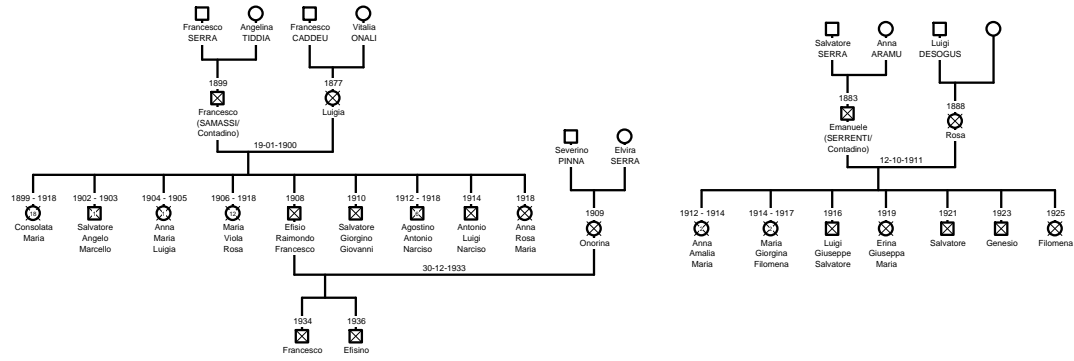 Francesco
SERRA
Angelina
TIDDIA
Francesco
CADDEU
Vitalia
ONALI
1899
Francesco
(SAMASSI/
Contadino)
1877
Luigia
19-01-1900
1899 - 1918
18
Consolata
Maria
1902 - 1903
Salvatore
Angelo
Marcello
1904 - 1905
Anna
Maria
Luigia
1906 - 1918
12
Maria
Viola
Rosa
1908
Efisio
Raimondo
Francesco
1910
Salvatore
Giorgino
Giovanni
1912 - 1918
Agostino
Antonio
Narciso
1914
Antonio
Luigi
Narciso
1918
Anna
Rosa
Maria
Severino
PINNA
Elvira
SERRA
1909
Onorina
30-12-1933
1934
Francesco
1936
Efisino
Salvatore
SERRA
Anna
ARAMU
Luigi
DESOGUS
1883
Emanuele
(SERRENTI/
Contadino)
1888
Rosa
12-10-1911
1912 - 1914
Anna
Amalia
Maria
1914 - 1917
Maria
Giorgina
Filomena
1916
Luigi
Giuseppe
Salvatore
1919
Erina
Giuseppa
Maria
1921
Salvatore
1923
Genesio
1925
Filomena